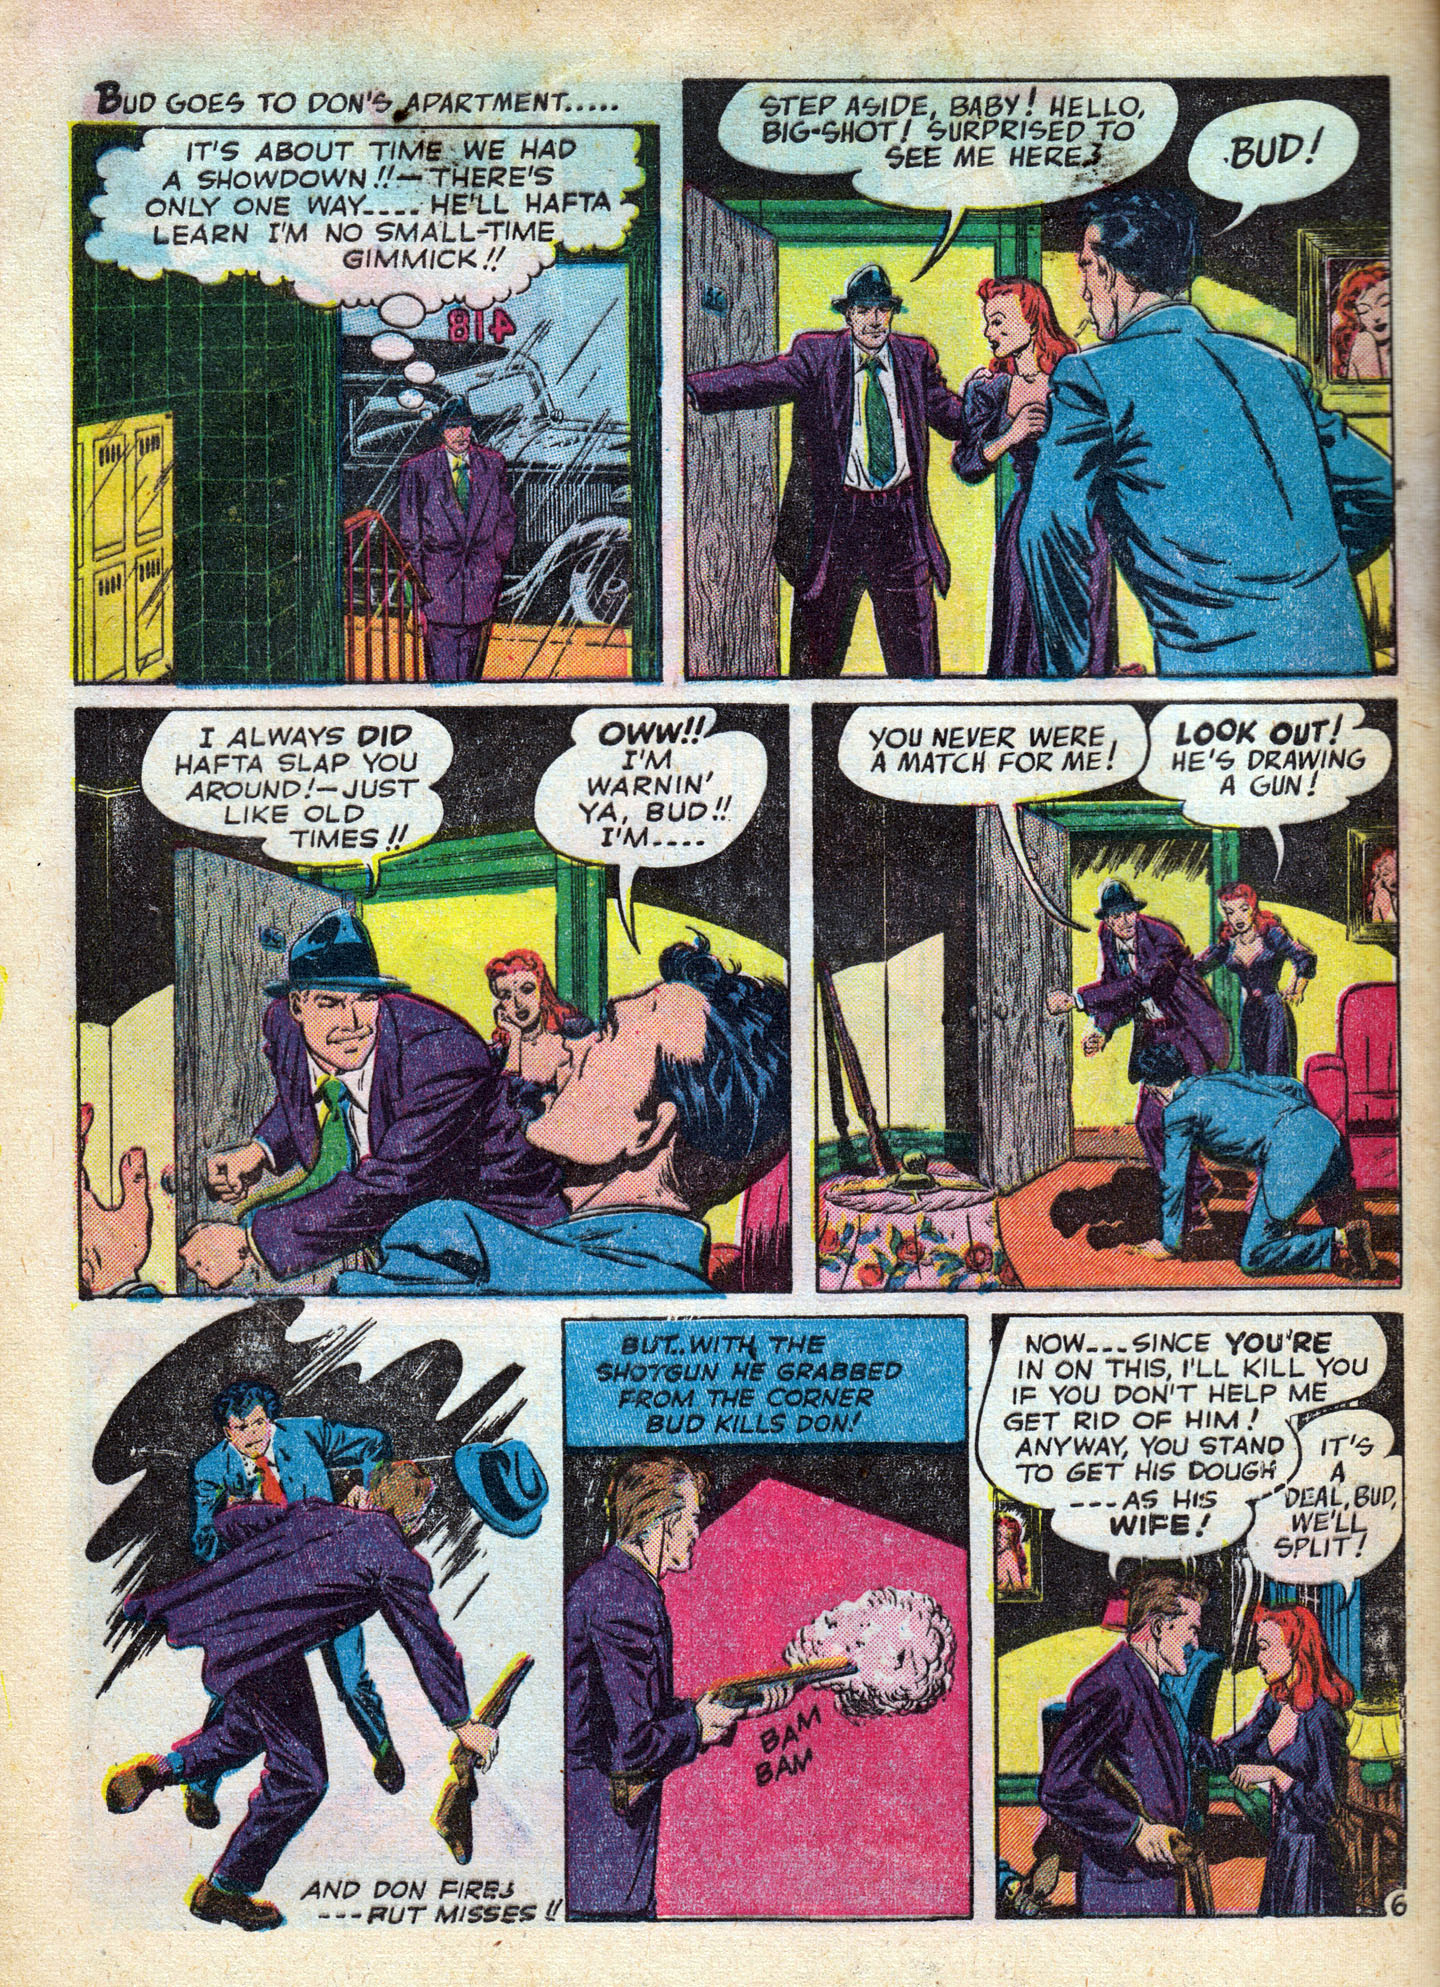 BUD GOES TO DON'S APARTMENT.....
IT'S ABOUT TIME WE HAD
A SHOWDOWN!!—THERE'S
ONLY ONE WAY.... HE'LL HAFTA
LEARN I'M NO SMALL-TIME
GIMMICK!!
418
STEP ASIDE, BABY! HELLO,
BIG-SHOT! SURPRISED TO
SEE ME HERE?
BUD!
I ALWAYS DID
HAFTA SLAP YOU
AROUND!—JUST
LIKE OLD
TIMES!!
OWW!!
I'M
WARNIN'
YA, BUD!!
I'M....
YOU NEVER WERE
A MATCH FOR ME!
LOOK OUT!
HE'S DRAWING
A GUN!
AND DON FIRES
---BUT MISSES!!
BUT..WITH THE
SHOTGUN HE GRABBED
FROM THE CORNER
BUD KILLS DON!
BAM
BAM
NOW---SINCE YOU'RE
IN ON THIS, I'LL KILL YOU
IF YOU DON'T HELP ME
GET RID OF HIM!
ANYWAY, YOU STAND
TO GET HIS DOUGH
---AS HIS
WIFE!
IT'S
A
DEAL, BUD,
WE'LL
SPLIT!
6